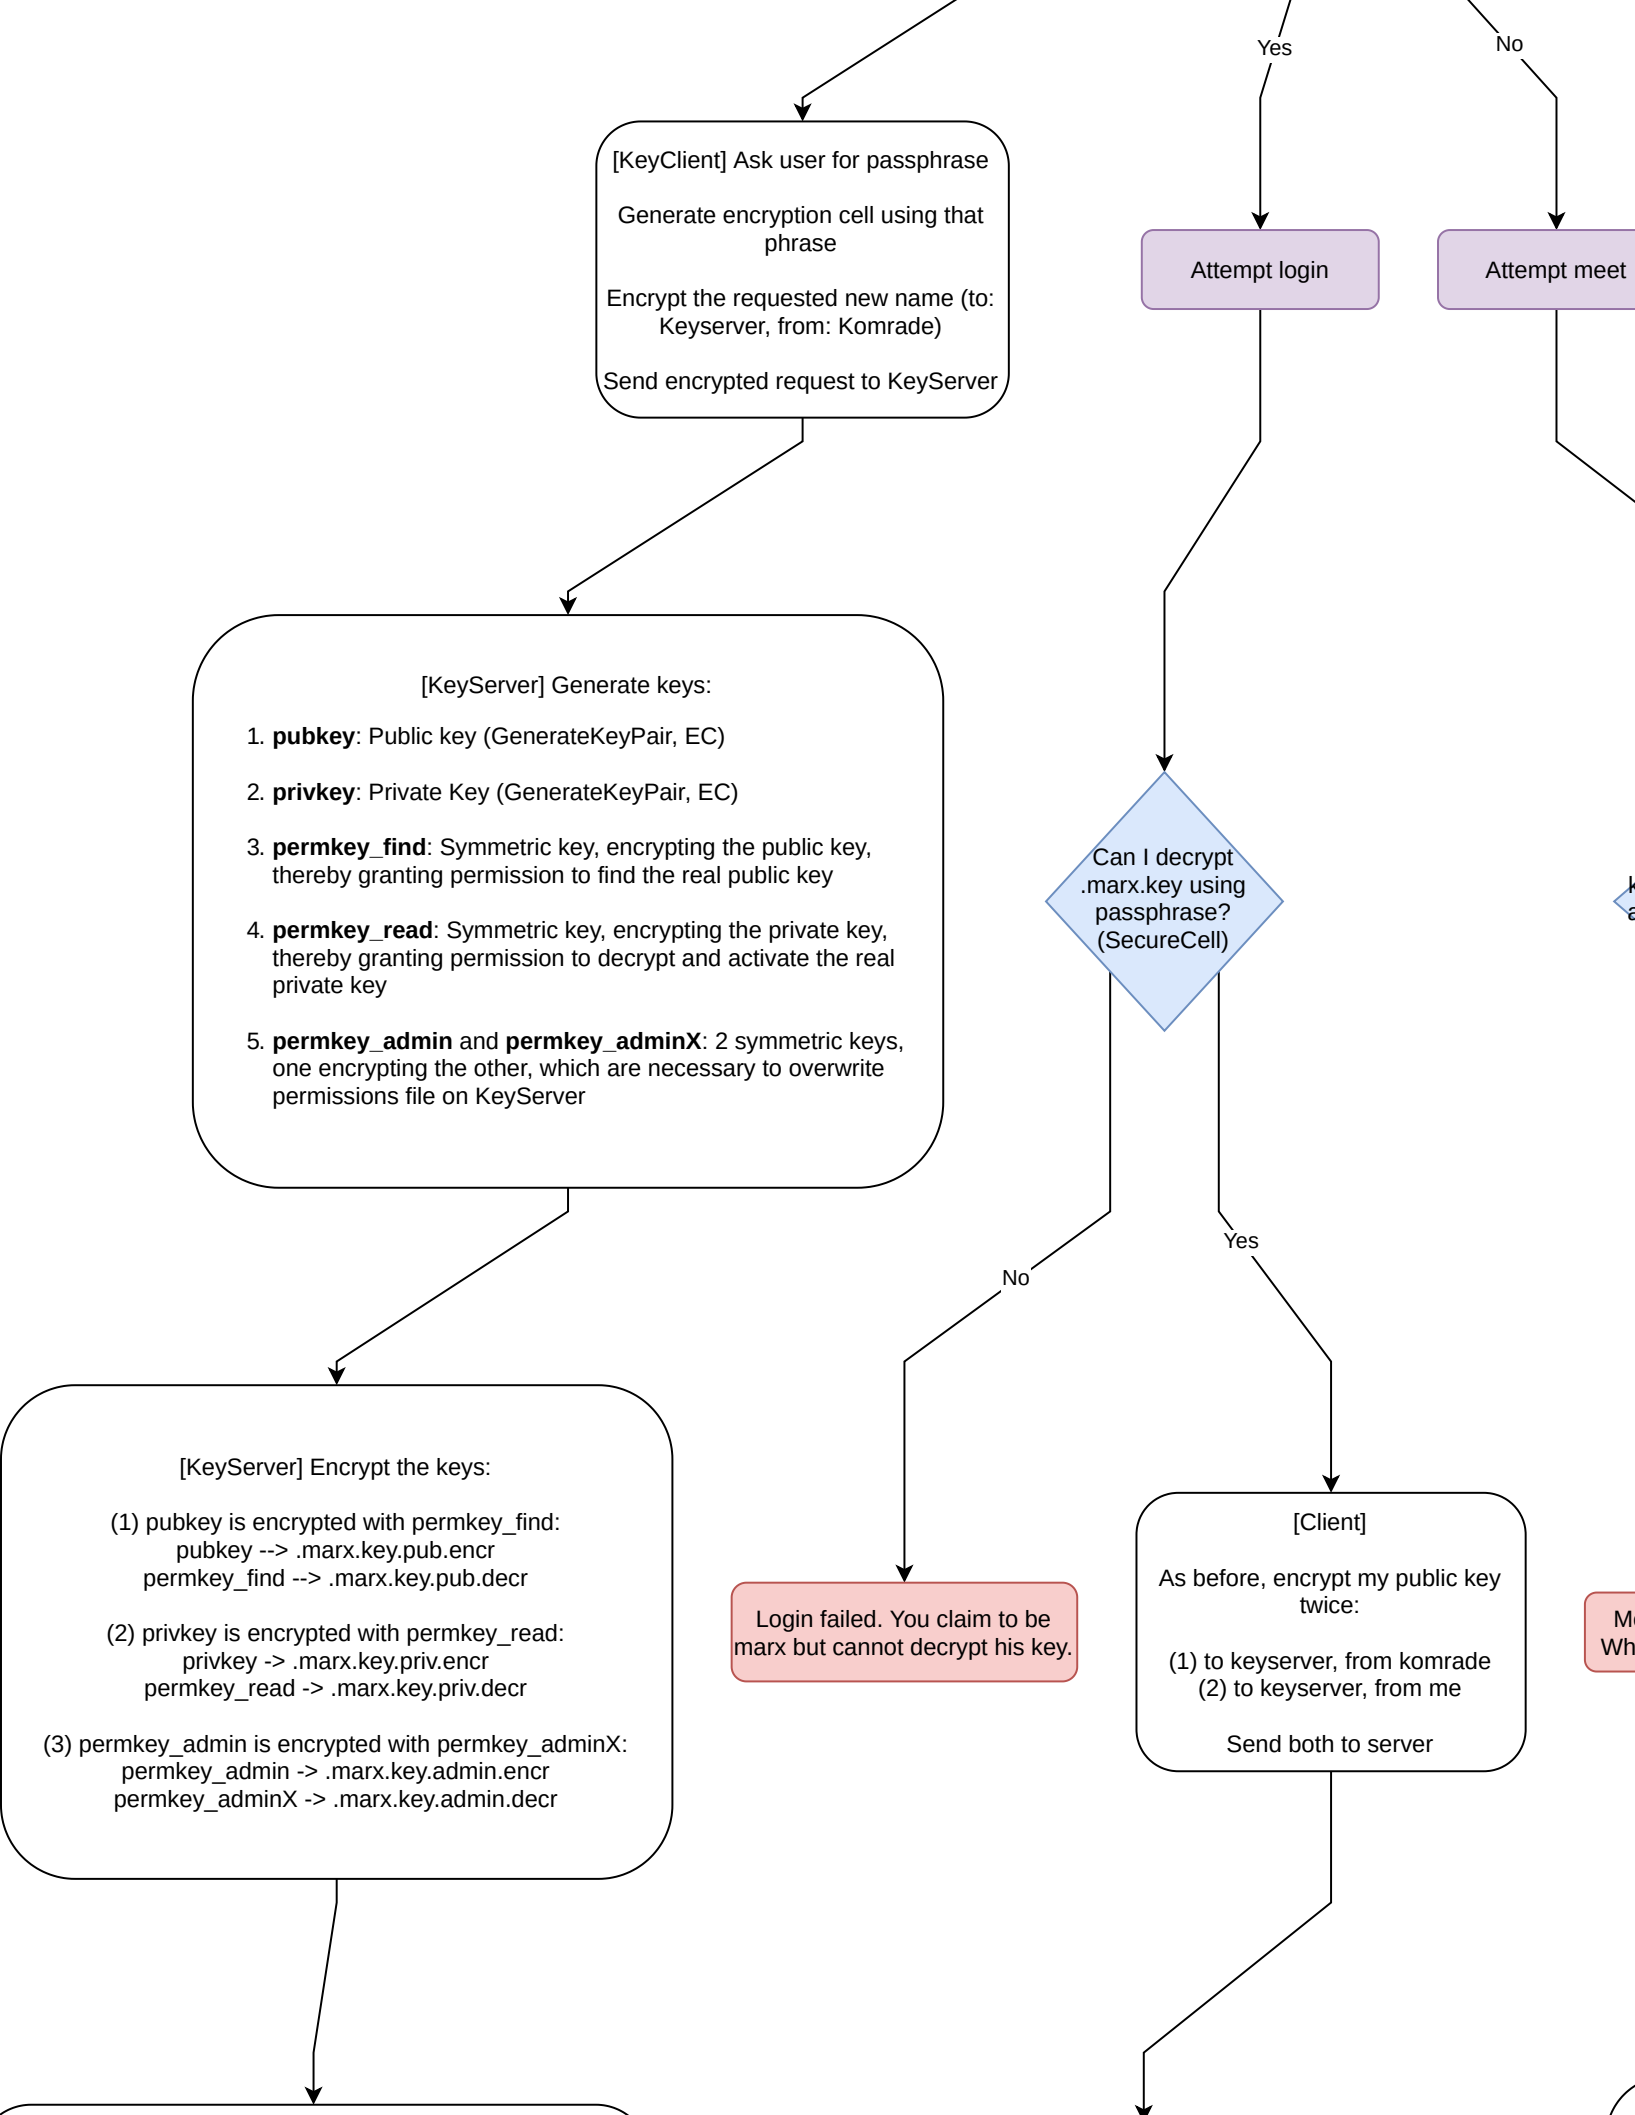 Yes
No
[KeyClient] Ask user for passphrase
Generate encryption cell using that
phrase
Encrypt the requested new name (to:
Keyserver, from: Komrade)
Send encrypted request to KeyServer
Attempt login
Attempt meet
[KeyServer] Generate keys:
1. pubkey: Public key (GenerateKeyPair, EC)
2. privkey: Private Key (GenerateKeyPair, EC)
3. permkey_find: Symmetric key, encrypting the public key,
thereby granting permission to find the real public key
4. permkey_read: Symmetric key, encrypting the private key,
thereby granting permission to decrypt and activate the real
private key
5. permkey_admin and permkey_adminX: 2 symmetric keys,
one encrypting the other, which are necessary to overwrite
permissions file on KeyServer
Can I decrypt
.marx.key using
passphrase?
(SecureCell)
No
Yes
[KeyServer] Encrypt the keys:
(1) pubkey is encrypted with permkey_find:
pubkey --> .marx.key.pub.encr
permkey_find --> .marx.key.pub.decr
(2) privkey is encrypted with permkey_read:
privkey -> .marx.key.priv.encr
permkey_read -> .marx.key.priv.decr
(3) permkey_admin is encrypted with permkey_adminX:
permkey_admin -> .marx.key.admin.encr
permkey_adminX -> .marx.key.admin.decr
Login failed. You claim to be
marx but cannot decrypt his key.
[Client]
As before, encrypt my public key
twice:
(1) to keyserver, from komrade
(2) to keyserver, from me
Send both to server